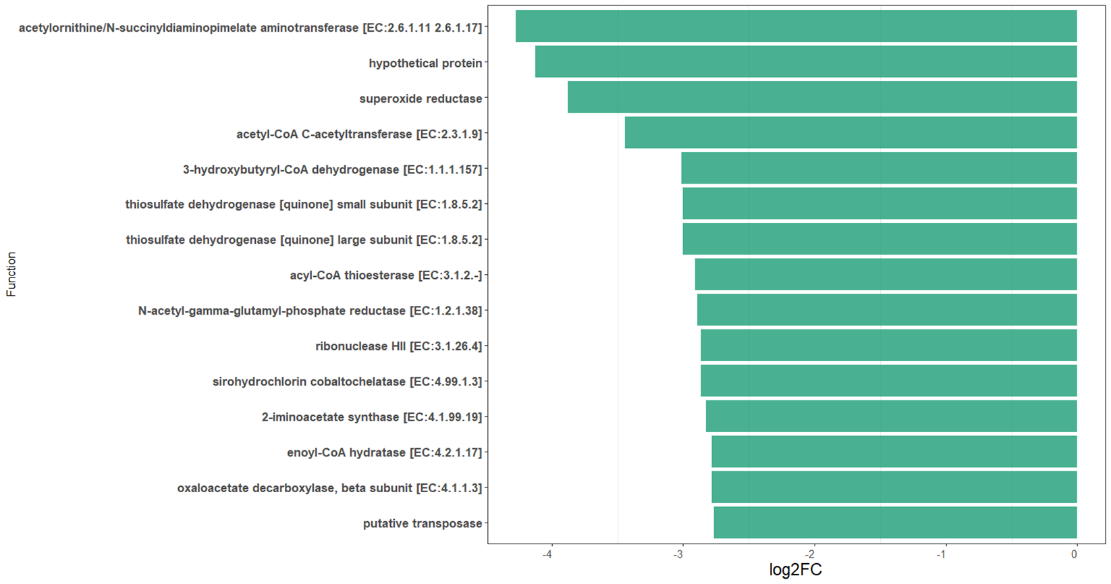 acetylornithine/N-succinyldiaminopimelate aminotransferase [EC:2.6.1.11 2.6.1.17]
hypothetical protein
superoxide reductase
acetyl-CoA C-acetyltransferase [EC:2.3.1.9]
3-hydroxybutyryl-CoA dehydrogenase [EC:1.1.1.157]
thiosulfate dehydrogenase [quinone] small subunit [EC:1.8.5.2]
thiosulfate dehydrogenase [quinone] large subunit [EC:1.8.5.2]
acyl-CoA thioesterase [EC:3.1.2.-]
N-acetyl-gamma-glutamyl-phosphate reductase [EC:1.2.1.38]
ribonuclease HII [EC:3.1.26.4]
sirohydrochlorin cobaltochelatase [EC:4.99.1.3]
2-iminoacetate synthase [EC:4.1.99.19]
enoyl-CoA hydratase [EC:4.2.1.17]
oxaloacetate decarboxylase, beta subunit [EC:4.1.1.3]
putative transposase
Function
-4 -3 -2 -1 0
log2FC